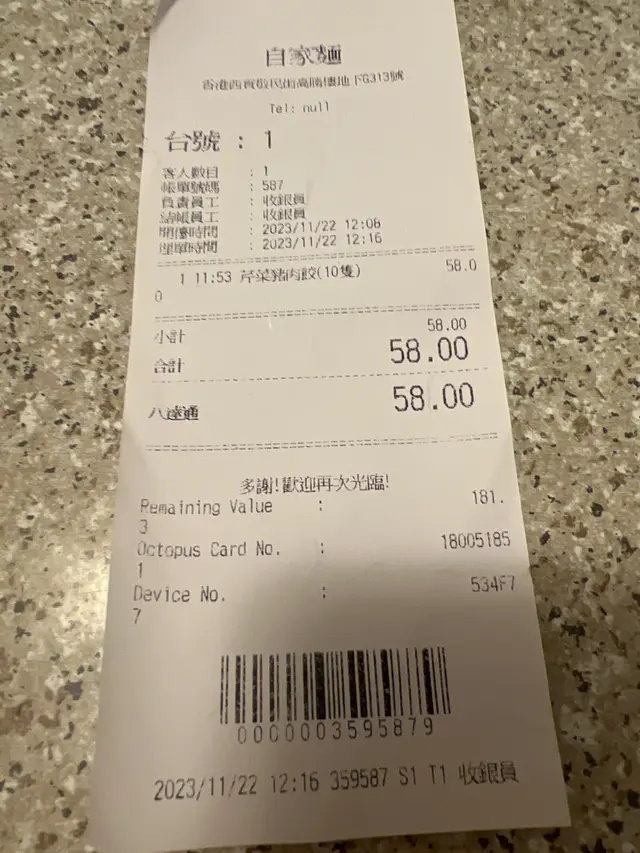 自家麵
香港西貢敬民街高勝樓地下G313號
Tel: null
台號 : 1
客人數目 : 1
帳單號碼 : 587
負責員工 : 收銀員
結帳員工 : 收銀員
開檯時間 : 2023/11/22 12:08
埋單時間 : 2023/11/22 12:16
1 11:53 芹菜豬肉餃(10隻) 58.0
0
小計 58.00
合計 58.00
八達通 58.00
多謝!歡迎再次光臨!
Remaining Value : 181.
3
Octopus Card No. : 18005185
1
Device No. : 534F7
7
0000003595879
2023/11/22 12:16 359587 S1 T1 收銀員